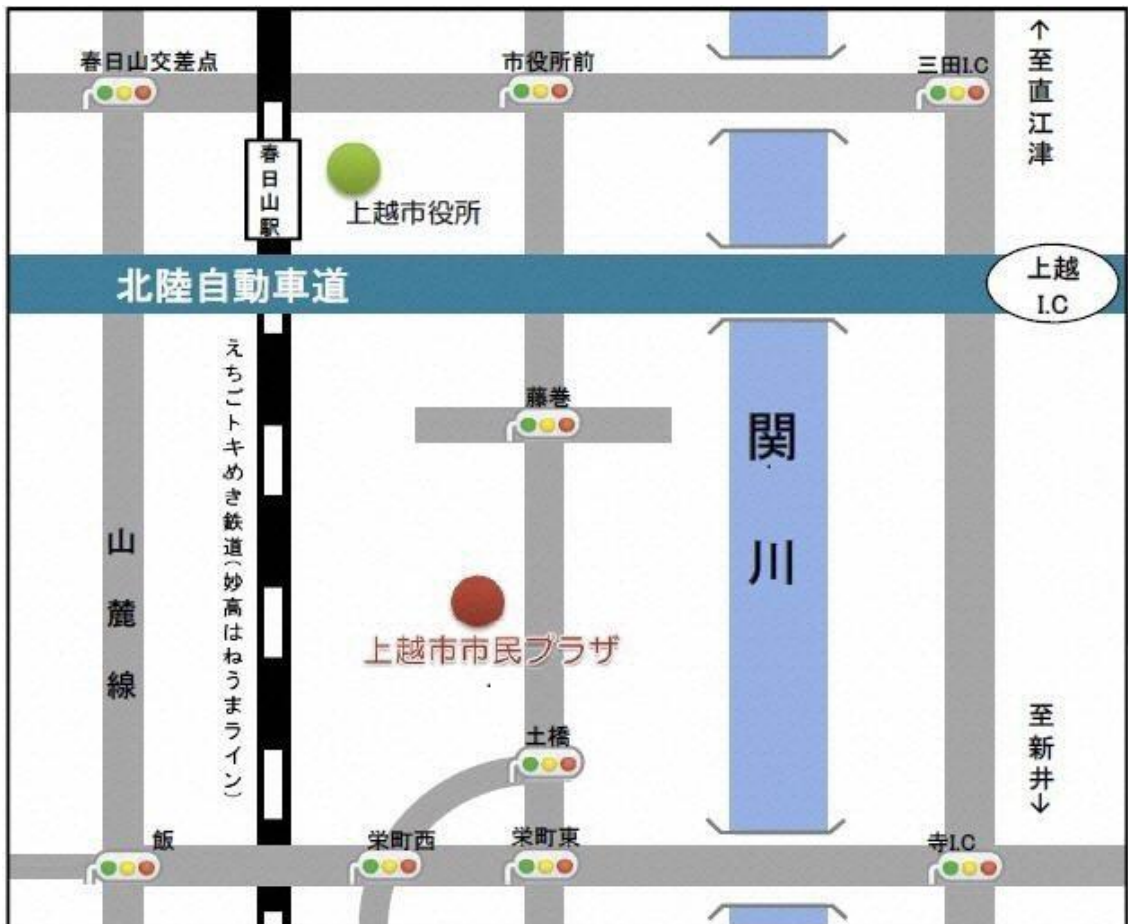 春日山交差点
市役所前
三田I.C
↑至直江津
春日山駅
上越市役所
北陸自動車道
上越
I.C
えちごトキめき鉄道(妙高はねうまライン)
藤巻
関川
山麓線
上越市市民プラザ
土橋
至新井↓
飯
栄町西
栄町東
寺I.C